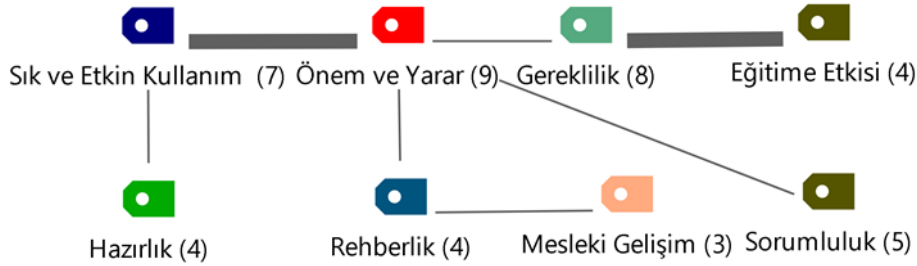 Sık ve Etkin Kullanım (7) Önem ve Yarar (9) Gereklilik (8) Eğitime Etkisi (4)
Hazırlık (4) Rehberlik (4) Mesleki Gelişim (3) Sorumluluk (5)